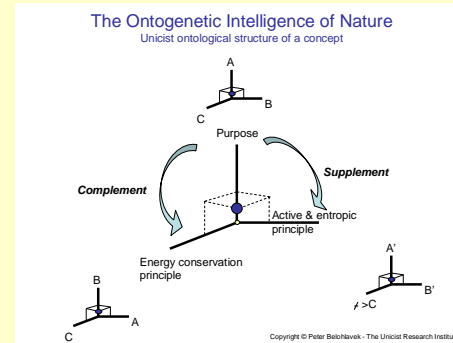 The Ontogenetic Intelligence of Nature
Unicist ontological structure of a concept
A
B
C
Purpose
Complement
Supplement
Active & entropic
principle
Energy conservation
principle
B
A
C
A'
B'
>C
Copyright © Peter Belohlavek - The Unicist Research Institu